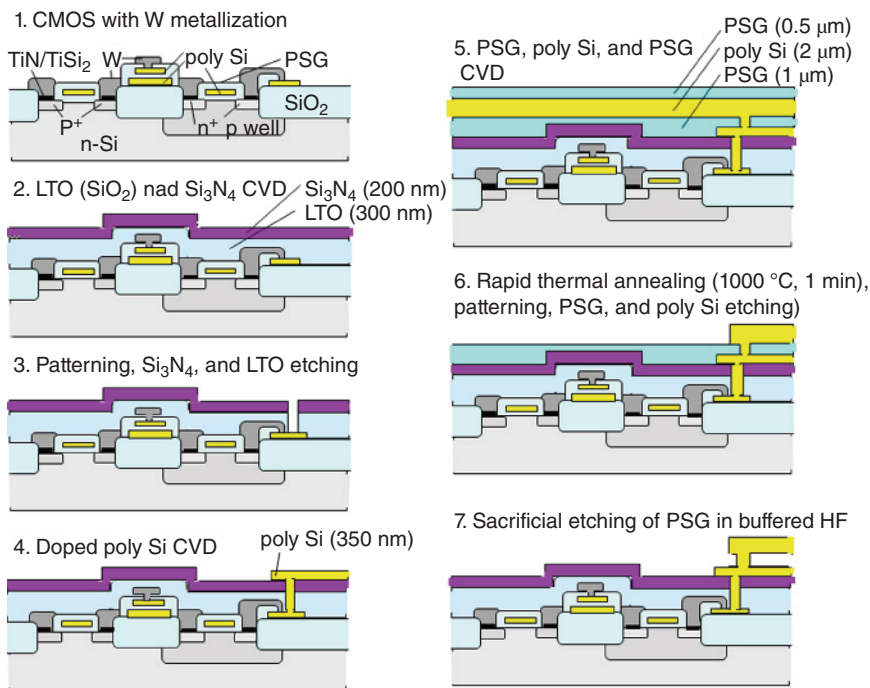 1. CMOS with W metallization
TiN/TiSi₂ W poly Si PSG
SiO₂
P⁺ n⁺ p well
n-Si
2. LTO (SiO₂) nad Si₃N₄ CVD
Si₃N₄ (200 nm)
LTO (300 nm)
3. Patterning, Si₃N₄, and LTO etching
4. Doped poly Si CVD
poly Si (350 nm)
5. PSG, poly Si, and PSG
CVD
PSG (0.5 μm)
poly Si (2 μm)
PSG (1 μm)
6. Rapid thermal annealing (1000 °C, 1 min),
patterning, PSG, and poly Si etching)
7. Sacrificial etching of PSG in buffered HF